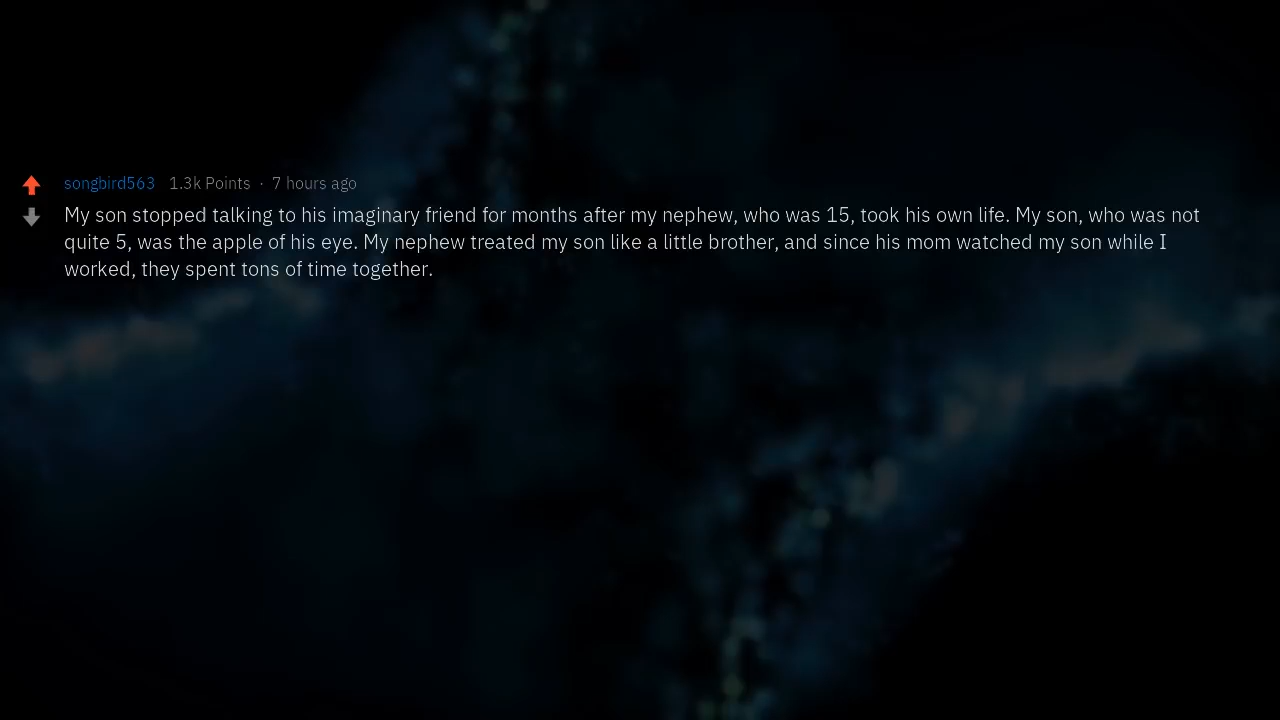 songbird563 1.3k Points · 7 hours ago
My son stopped talking to his imaginary friend for months after my nephew, who was 15, took his own life. My son, who was not
quite 5, was the apple of his eye. My nephew treated my son like a little brother, and since his mom watched my son while I
worked, they spent tons of time together.